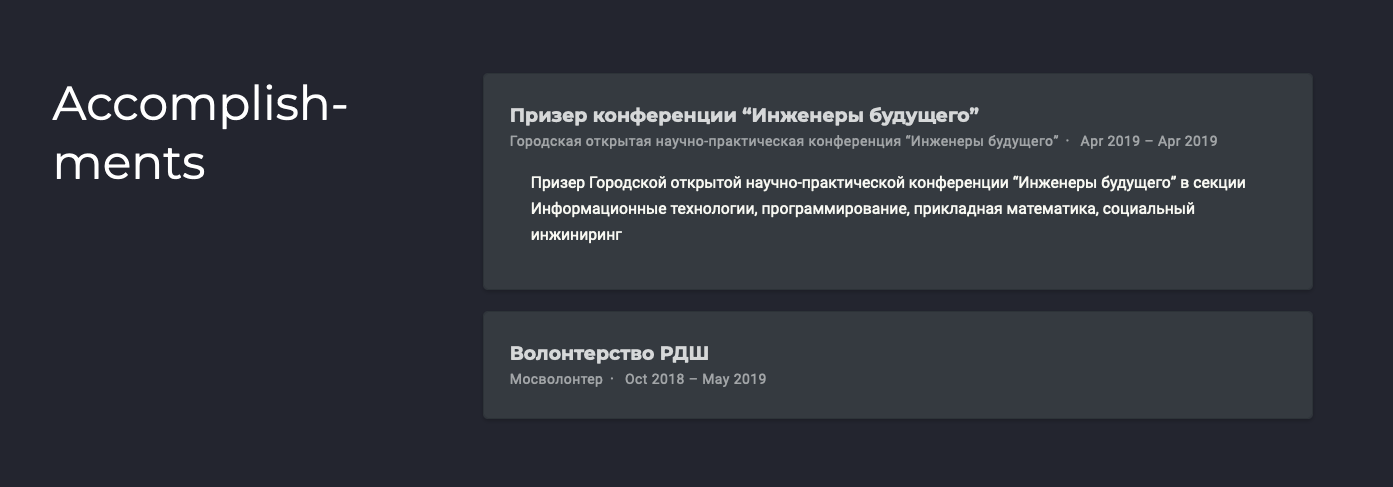 Accomplish-
ments
Призер конференции “Инженеры будущего”
Городская открытая научно-практическая конференция “Инженеры будущего” · Apr 2019 – Apr 2019
Призер Городской открытой научно-практической конференции “Инженеры будущего” в секции
Информационные технологии, программирование, прикладная математика, социальный
инжиниринг
Волонтерство РДШ
Мосволонтер · Oct 2018 – May 2019